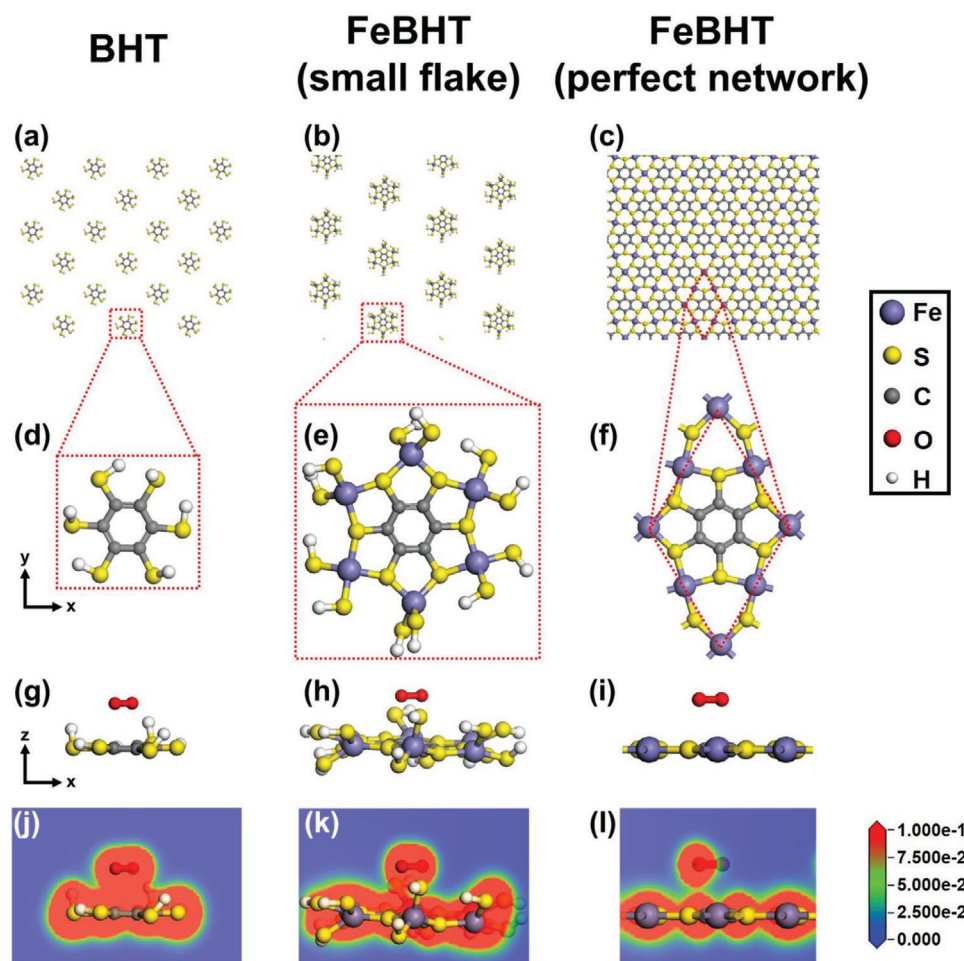 BHT
FeBHT
(small flake)
FeBHT
(perfect network)
(a)
(b)
(c)
Fe
S
C
O
H
(d)
(e)
(f)
y
x
(g)
(h)
(i)
z
x
(j)
(k)
(l)
1.000e-1
7.500e-2
5.000e-2
2.500e-2
0.000